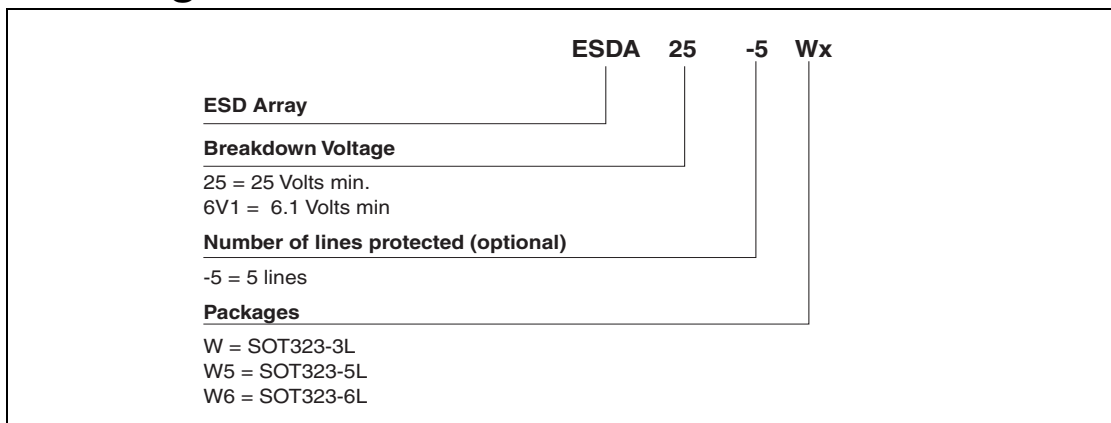 ESDA 25 -5 Wx
ESD Array
Breakdown Voltage
25 = 25 Volts min.
6V1 = 6.1 Volts min
Number of lines protected (optional)
-5 = 5 lines
Packages
W = SOT323-3L
W5 = SOT323-5L
W6 = SOT323-6L